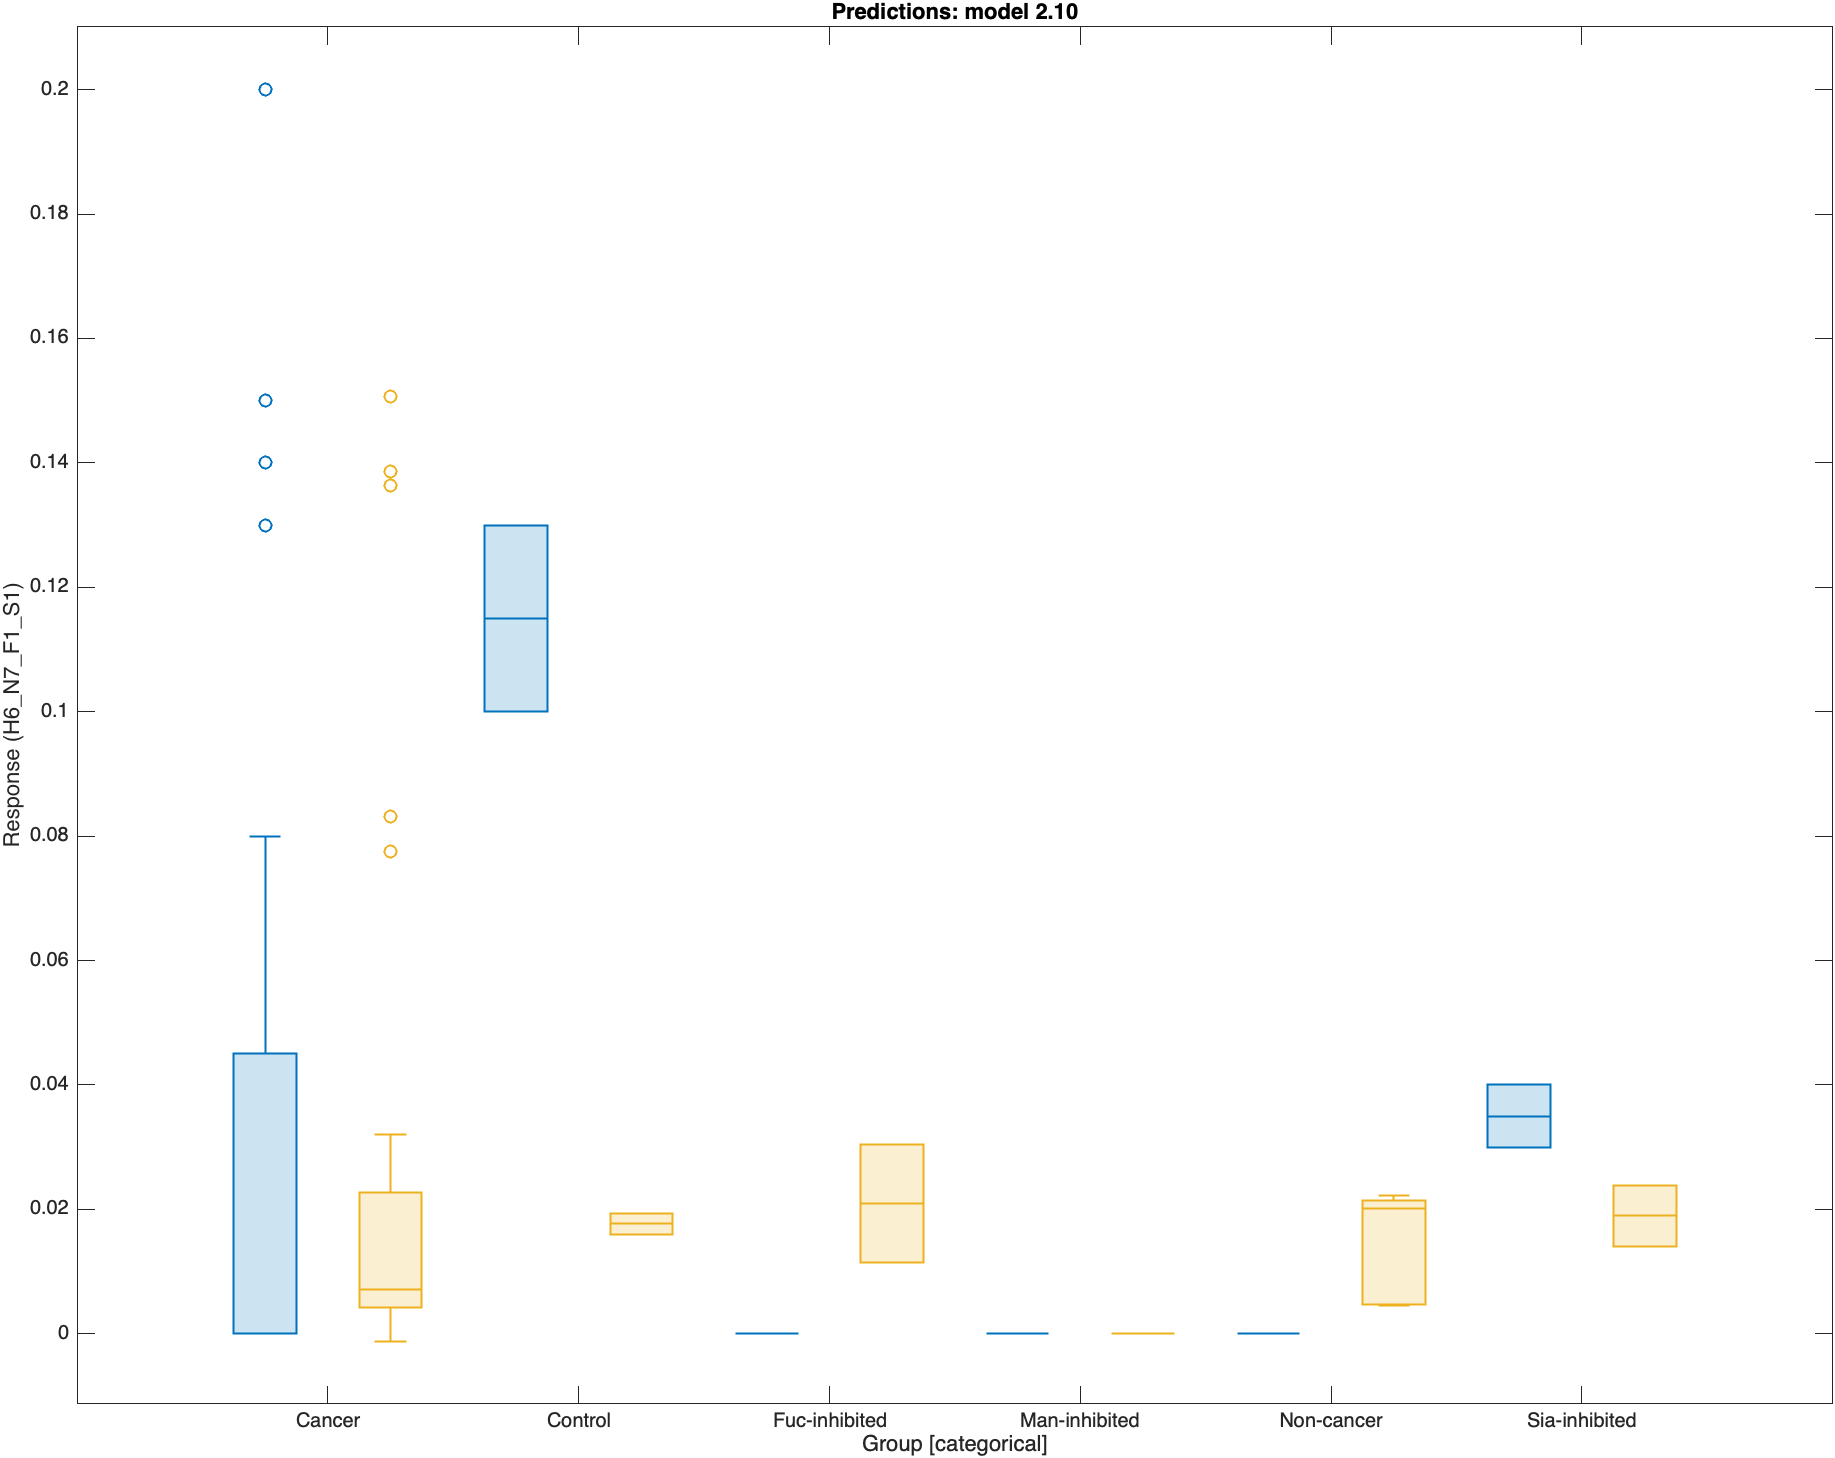 Predictions: model 2.10
0.2
0.18
0.16
0.14
0.12
0.1
0.08
0.06
0.04
0.02
0
Response (H6_N7_F1_S1)
Cancer Control Fuc-inhibited Man-inhibited Non-cancer Sia-inhibited
Group [categorical]